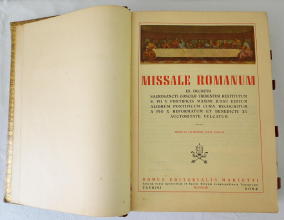 MISSALE ROMANUM
EX DECRETO
SACROSANCTI CONCILII TRIDENTINI RESTITUTUM
S. PII V PONTIFICIS MAXIMI JUSSU EDITUM
ALIORUM PONTIFICUM CURA RECOGNITUM
A PIO X REFORMATUM ET BENEDICTI XV
AUCTORITATE VULGATUM
DOMUS EDITORIALIS MARIETTI
TAURINI ROMAE